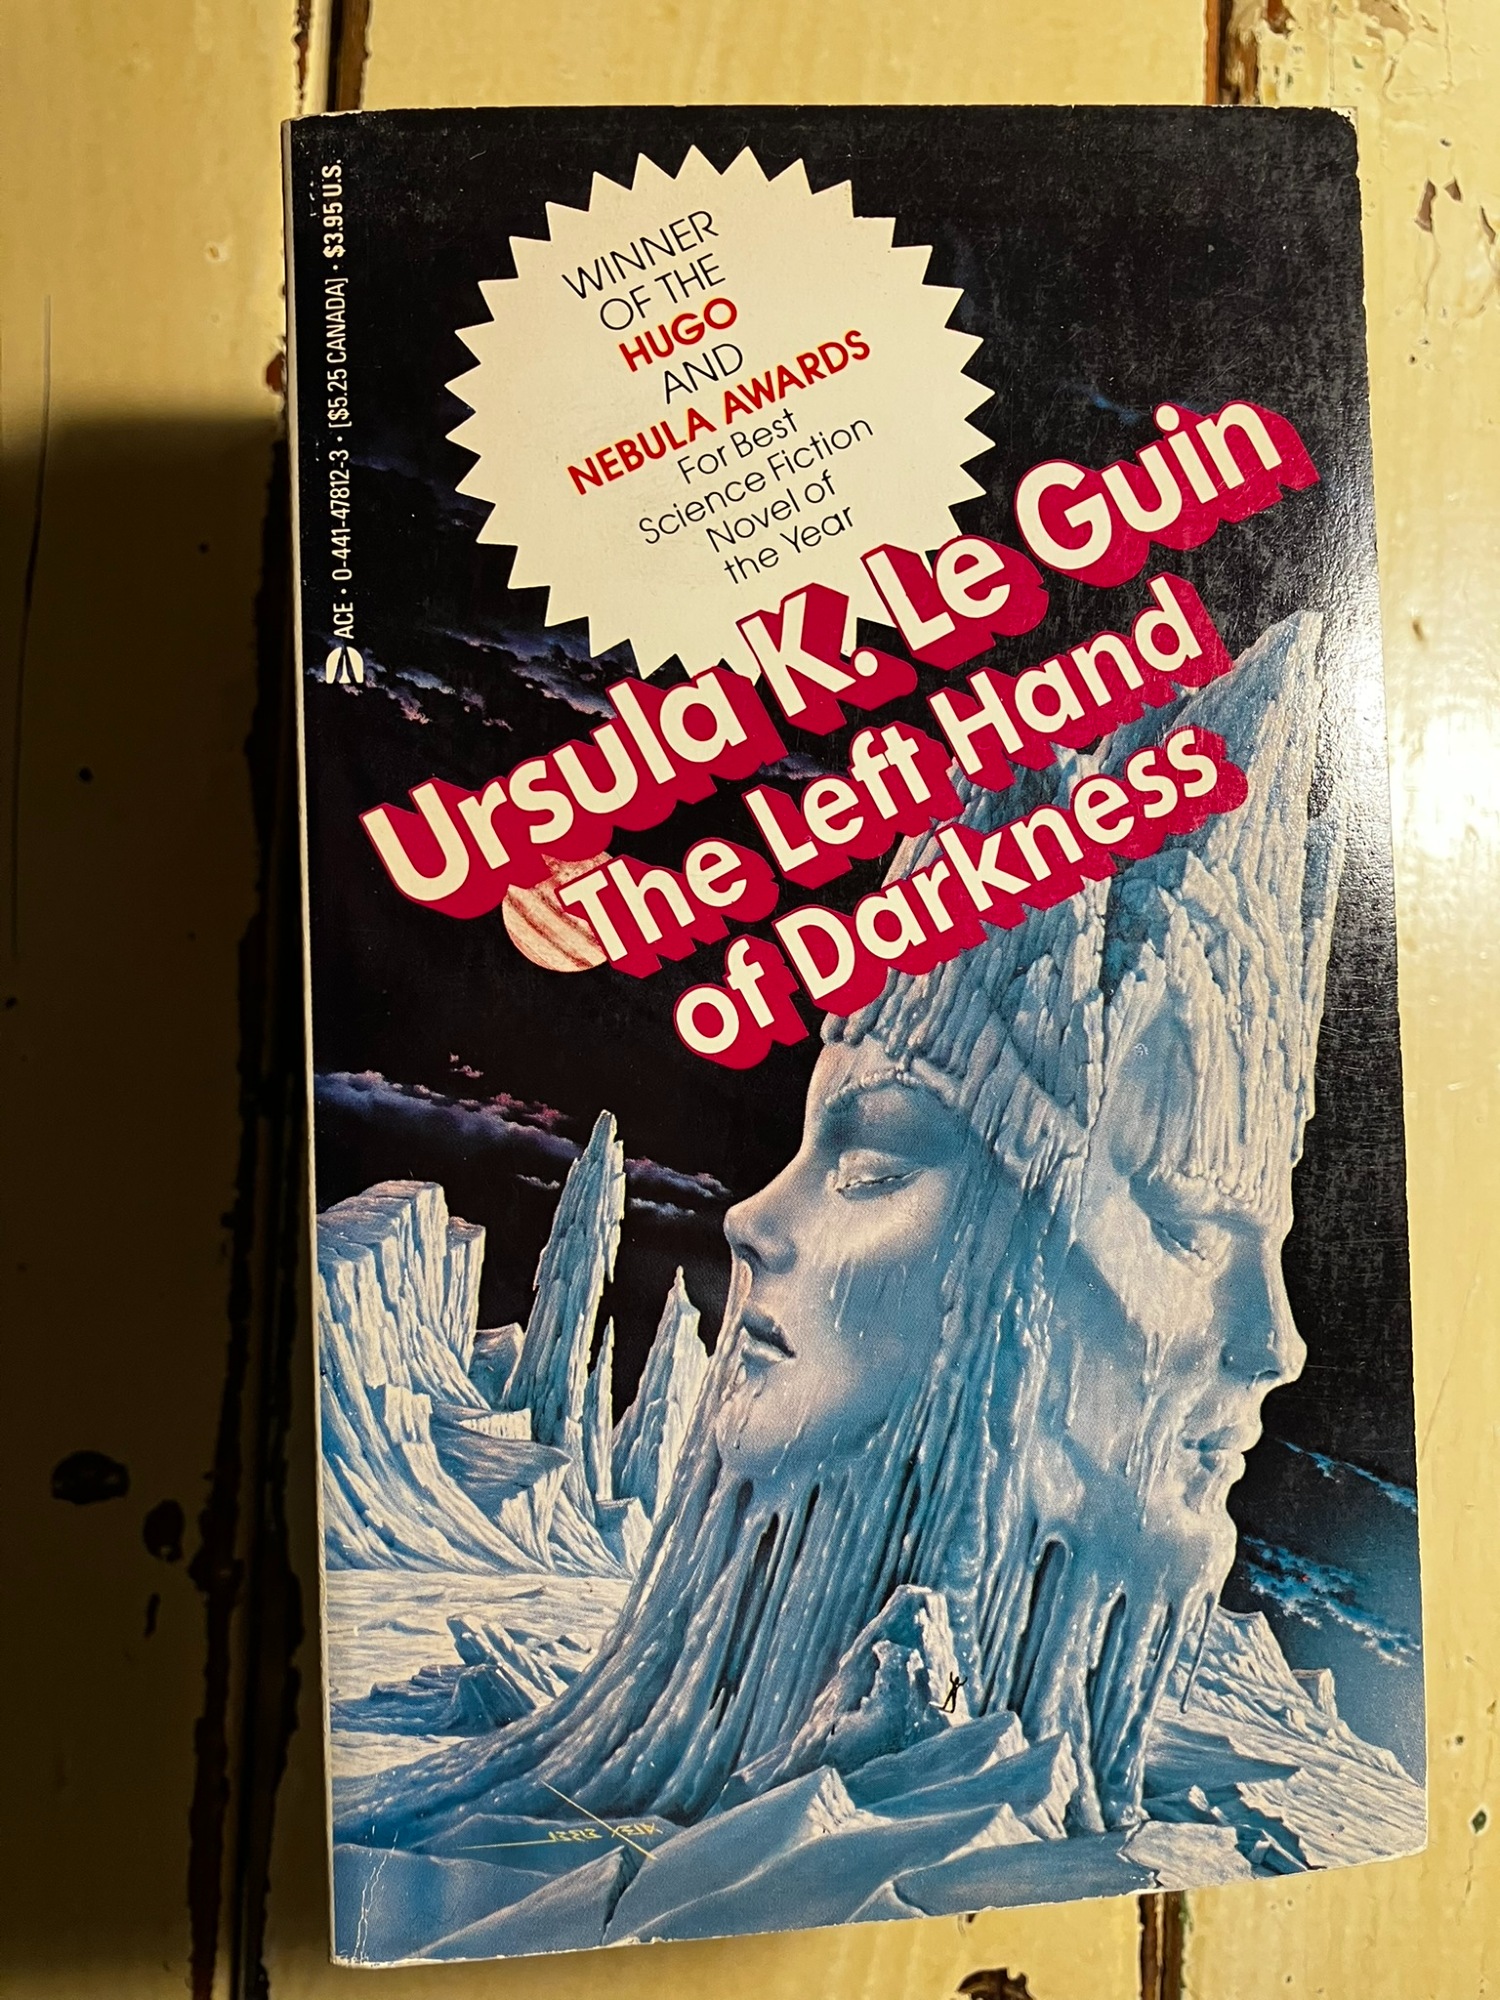 ACE • 0-441-47812-3 • [$5.25 CANADA] • $3.95 U.S.
WINNER
OF THE
HUGO
AND
NEBULA AWARDS
For Best
Science Fiction
Novel of
the Year
Ursula K. Le Guin
The Left Hand
of Darkness